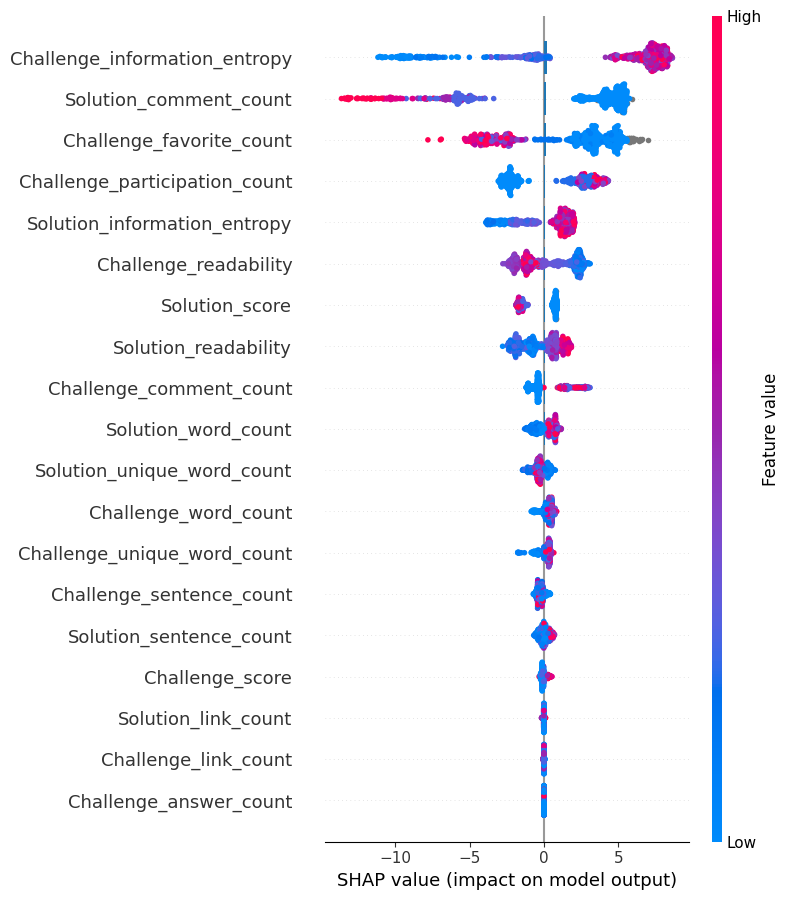 High
Challenge_information_entropy
Solution_comment_count
Challenge_favorite_count
Challenge_participation_count
Solution_information_entropy
Challenge_readability
Solution_score
Solution_readability
Challenge_comment_count
Solution_word_count
Solution_unique_word_count
Challenge_word_count
Challenge_unique_word_count
Challenge_sentence_count
Solution_sentence_count
Challenge_score
Solution_link_count
Challenge_link_count
Challenge_answer_count
Feature value
Low
−10 −5 0 5
SHAP value (impact on model output)